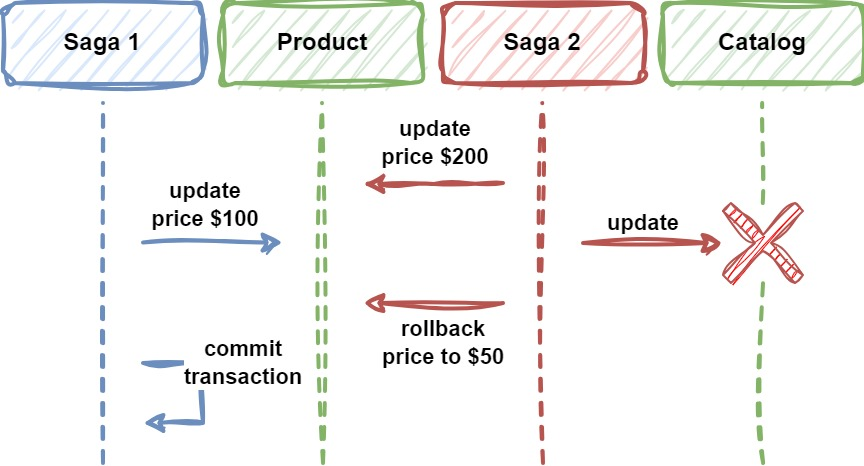 Saga 1
Product
Saga 2
Catalog
update
price $200
update
price $100
update
rollback
price to $50
commit
transaction